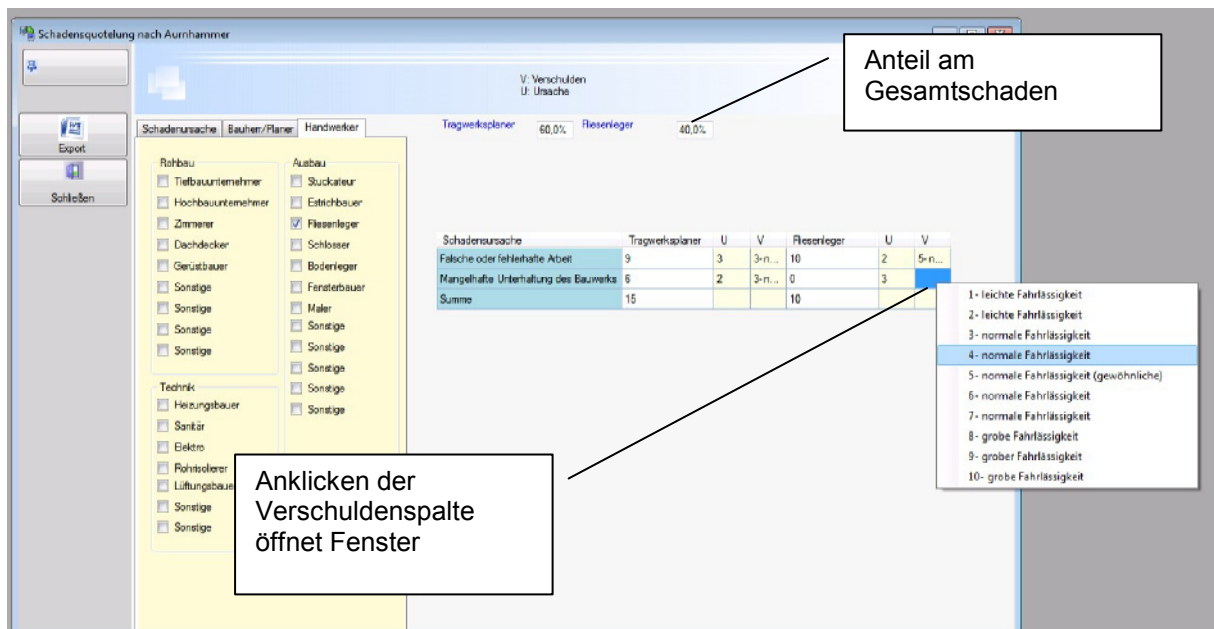 Schadensquotelung nach Aurnhammer
Anteil am
Gesamtschaden
V: Verschulden
U: Ursache
Export
Schließen
Schadenursache Bauherr/Planer Handwerker
Tragwerksplaner 60,0% Fliesenleger 40,0%
Rohbau
Tiefbauunternehmer
Hochbauunternehmer
Zimmerer
Dachdecker
Gerüstbauer
Sonstige
Sonstige
Sonstige
Sonstige
Ausbau
Stuckateur
Estrichbauer
Fliesenleger
Schlosser
Bodenleger
Fensterbauer
Maler
Sonstige
Sonstige
Sonstige
Sonstige
Sonstige
Technik
Heizungsbauer
Sanitär
Elektro
Rohrisolierer
Lüftungsbaue
Sonstige
Sonstige
Schadensursache Tragwerksplaner U V Fliesenleger U V
Falsche oder fehlerhafte Arbeit 9 3 3- n... 10 2 5- n...
Mangelhafte Unterhaltung des Bauwerks 6 2 3- n... 0 3
Summe 15 10
1- leichte Fahrlässigkeit
2- leichte Fahrlässigkeit
3- normale Fahrlässigkeit
4- normale Fahrlässigkeit
5- normale Fahrlässigkeit (gewöhnliche)
6- normale Fahrlässigkeit
7- normale Fahrlässigkeit
8- grobe Fahrlässigkeit
9- grober Fahrlässigkeit
10- grobe Fahrlässigkeit
Anklicken der
Verschuldenspalte
öffnet Fenster